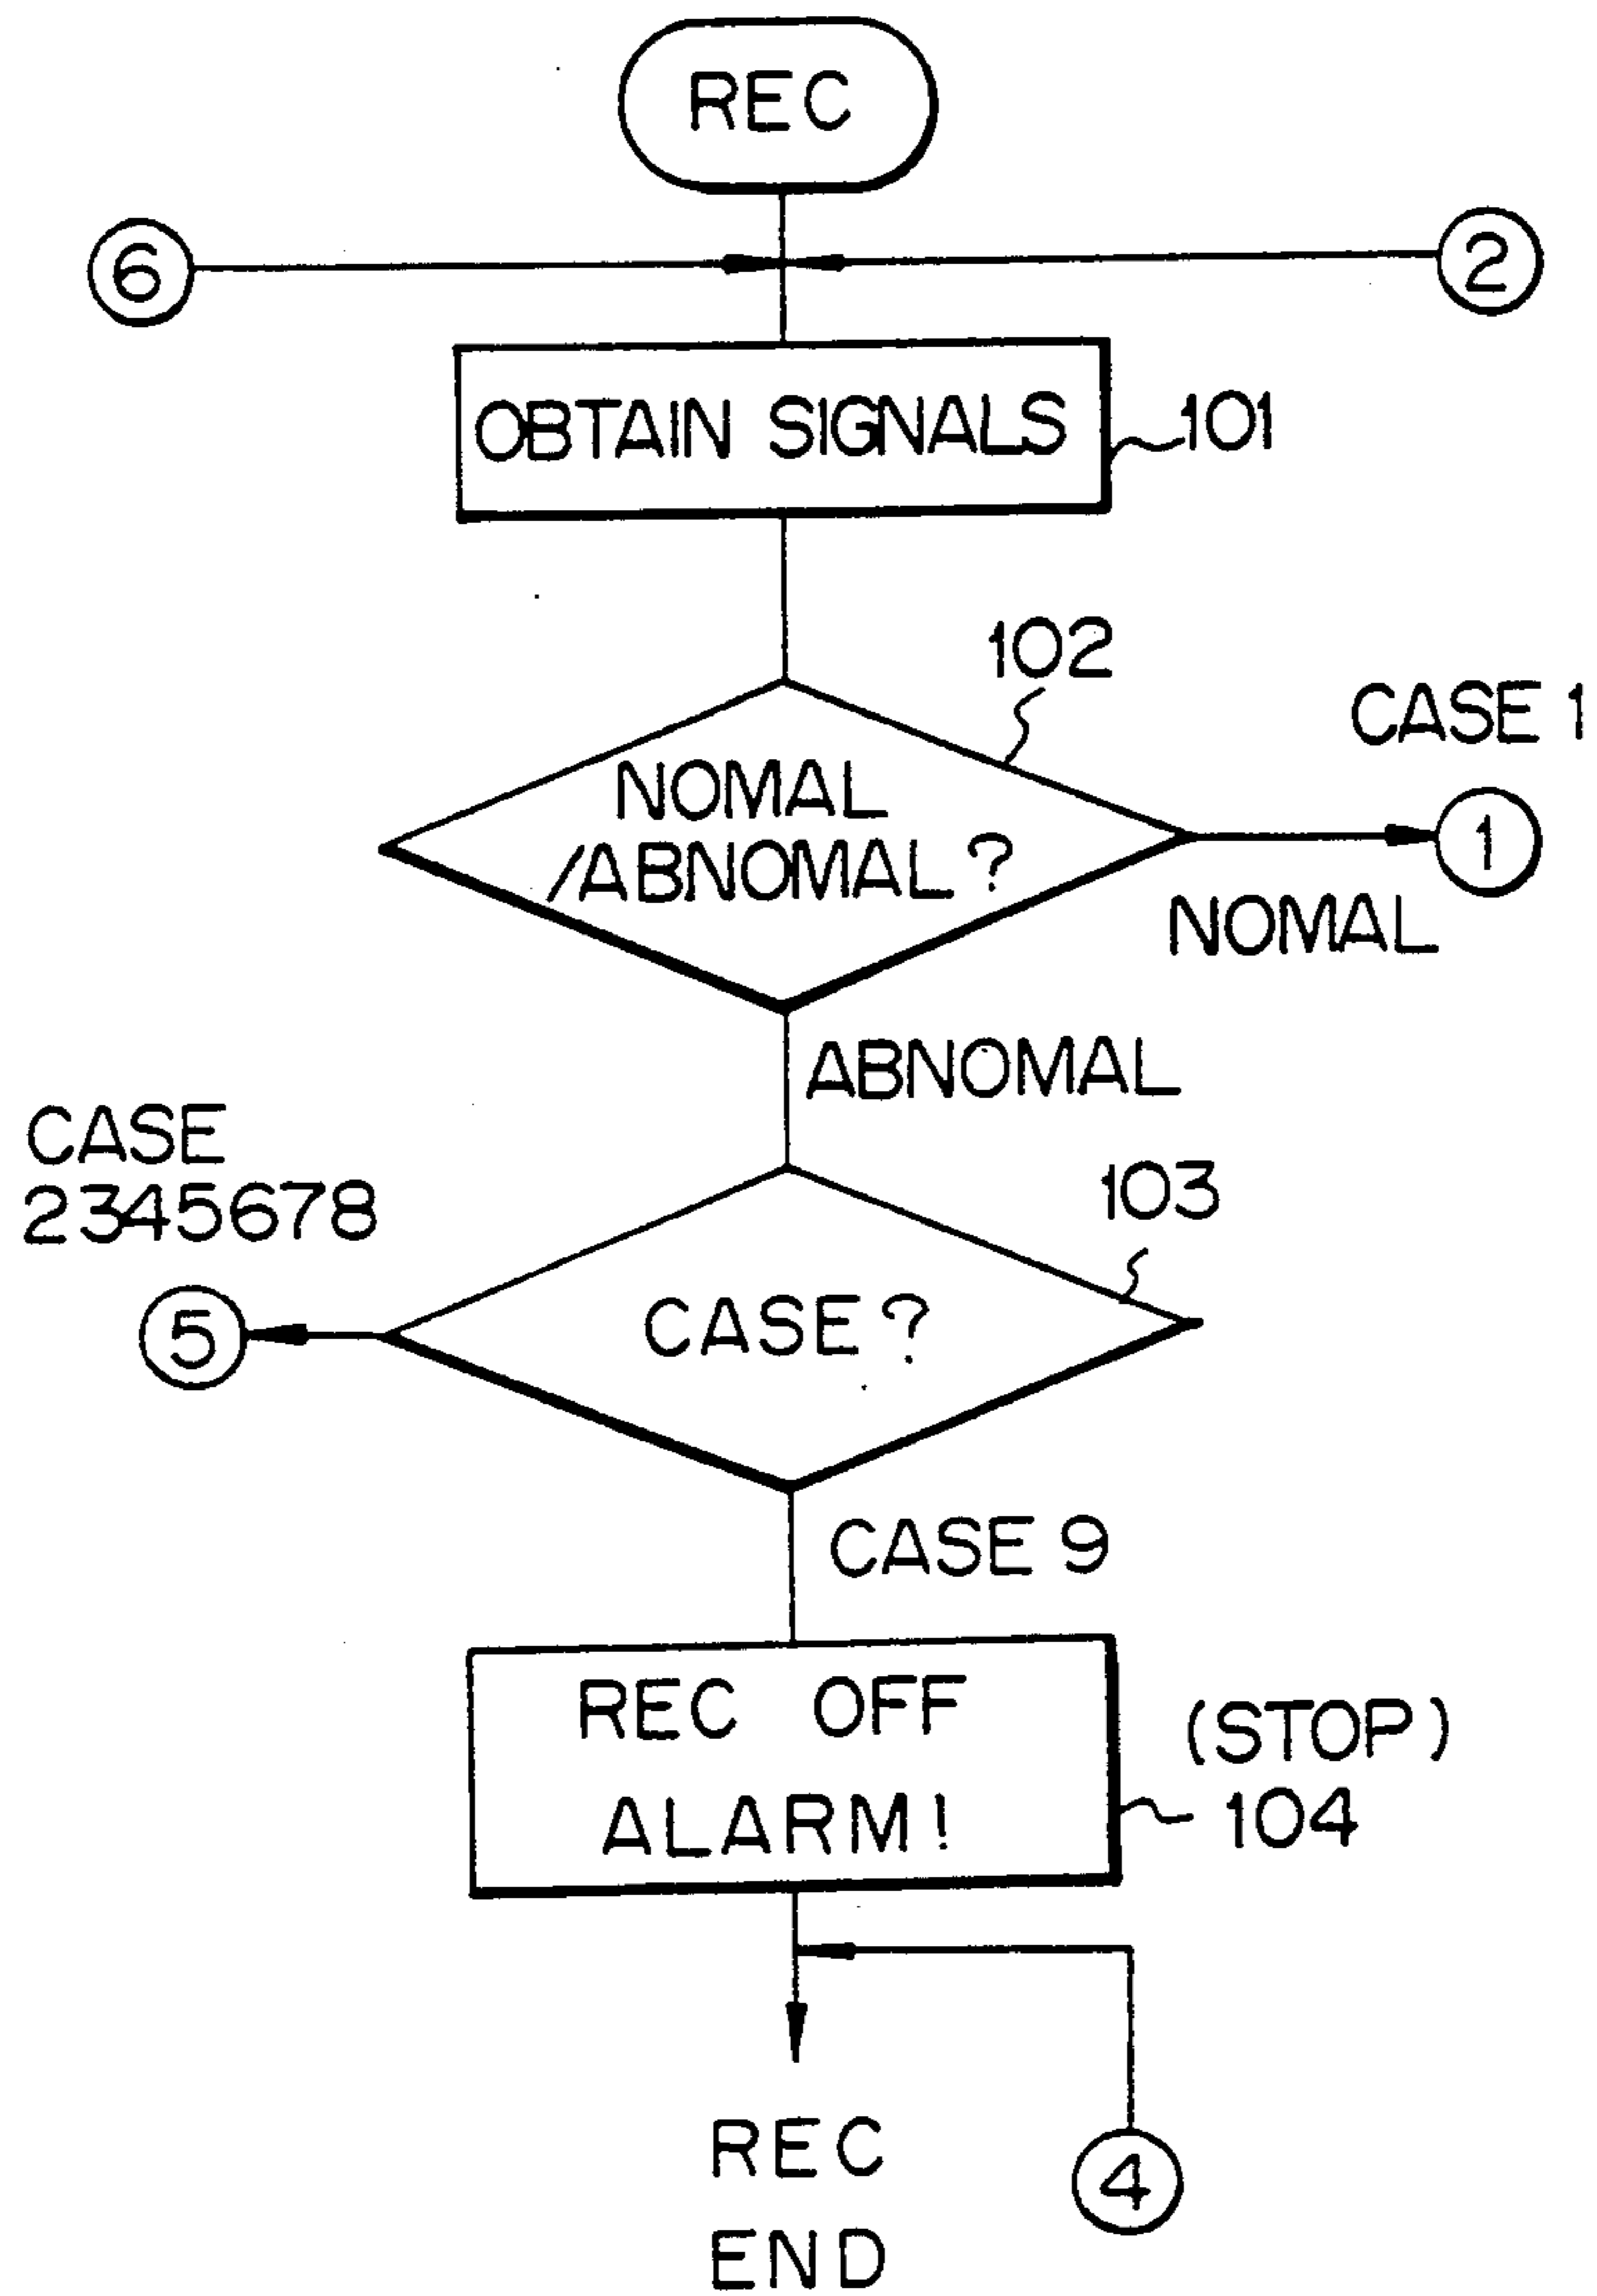 REC
6
2
OBTAIN SIGNALS
101
102
CASE 1
NOMAL
/ABNOMAL?
1
NOMAL
ABNOMAL
CASE
2345678
103
5
CASE?
CASE 9
REC OFF
ALARM!
(STOP)
104
REC
END
4